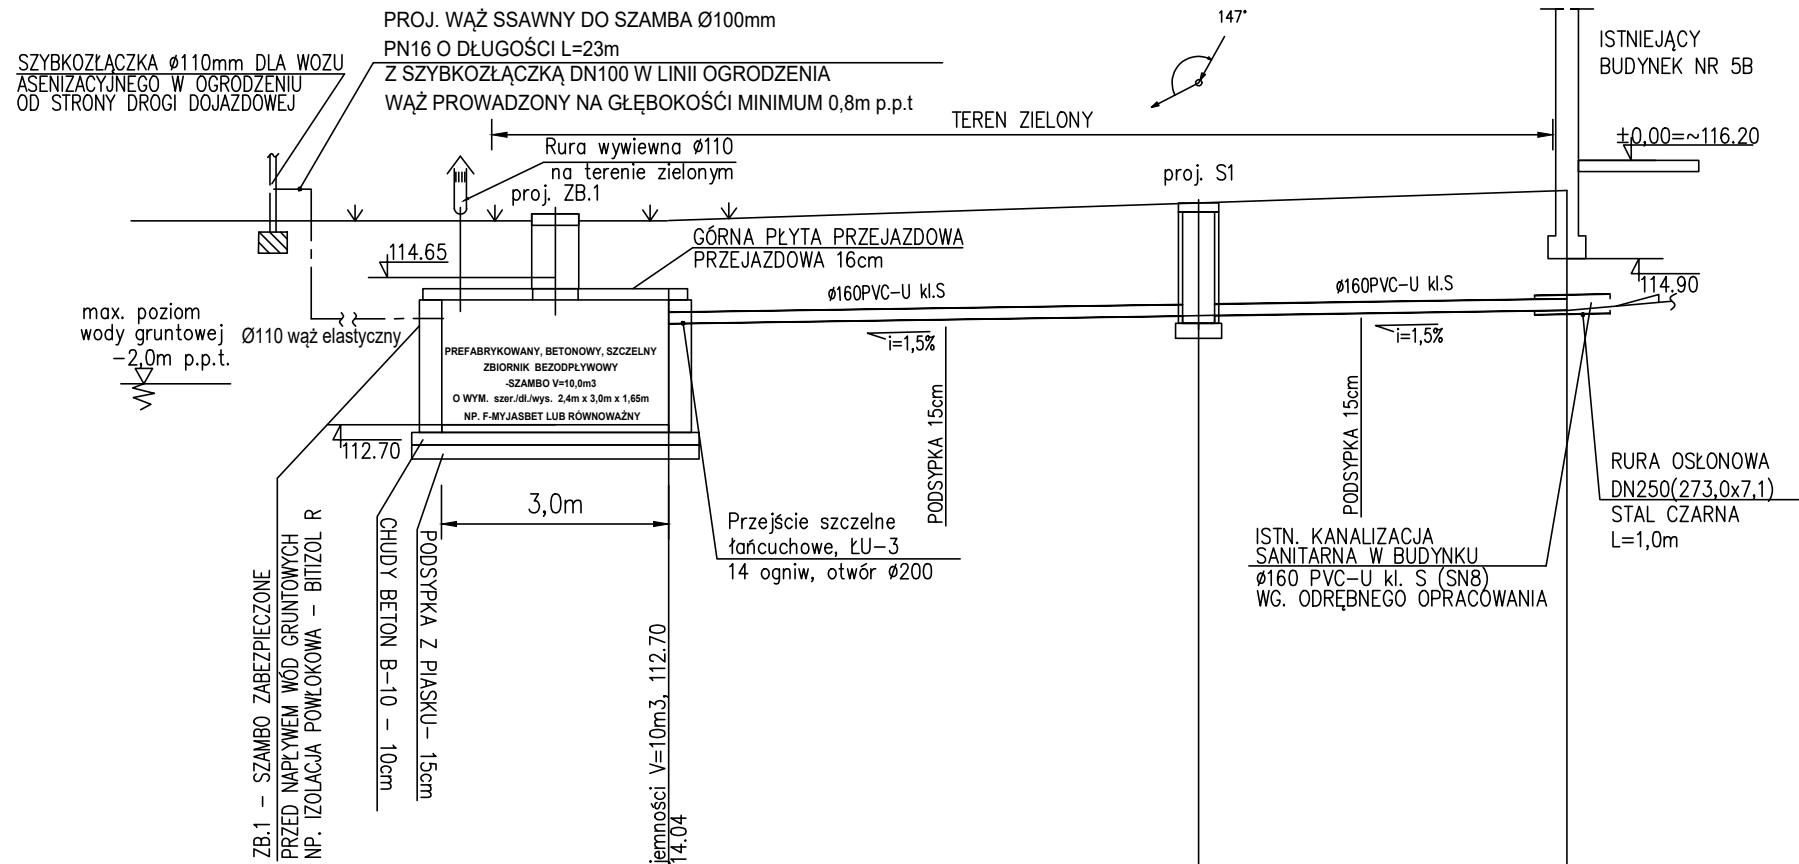 PROJ. WĄŻ SSAWNY DO SZAMBA Ø100mm
PN16 O DŁUGOŚCI L=23m
Z SZYBKOZŁĄCZKĄ DN100 W LINII OGRODZENIA
WĄŻ PROWADZONY NA GŁĘBOKOŚĆI MINIMUM 0,8m p.p.t
SZYBKOZŁĄCZKA Ø110mm DLA WOZU
ASENIZACYJNEGO W OGRODZENIU
OD STRONY DROGI DOJAZDOWEJ
147°
ISTNIEJĄCY
BUDYNEK NR 5B
TEREN ZIELONY
±0,00=~116.20
Rura wywiewna Ø110
na terenie zielonym
proj. ZB.1
proj. S1
GÓRNA PŁYTA PRZEJAZDOWA
PRZEJAZDOWA 16cm
114.65
Ø160PVC-U kl.S
Ø160PVC-U kl.S
114.90
max. poziom
wody gruntowej
-2,0m p.p.t.
Ø110 wąż elastyczny
i=1,5%
i=1,5%
PREFABRYKOWANY, BETONOWY, SZCZELNY
ZBIORNIK BEZODPŁYWOWY
-SZAMBO V=10,0m3
O WYM. szer./dł./wys. 2,4m x 3,0m x 1,65m
NP. F-MYJASBET LUB RÓWNOWAŻNY
112.70
3,0m
PODSYPKA 15cm
PODSYPKA 15cm
Przejście szczelne
łańcuchowe, ŁU-3
14 ogniw, otwór Ø200
ISTN. KANALIZACJA
SANITARNA W BUDYNKU
Ø160 PVC-U kl. S (SN8)
WG. ODRĘBNEGO OPRACOWANIA
RURA OSŁONOWA
DN250(273,0x7,1)
STAL CZARNA
L=1,0m
ZB.1 - SZAMBO ZABEZPIECZONE
PRZED NAPŁYWEM WÓD GRUNTOWYCH
NP. IZOLACJA POWŁOKOWA - BITIZOL R
CHUDY BETON B-10 - 10cm
PODSYPKA Z PIASKU- 15cm
jemności V=10m3, 112.70
14.04